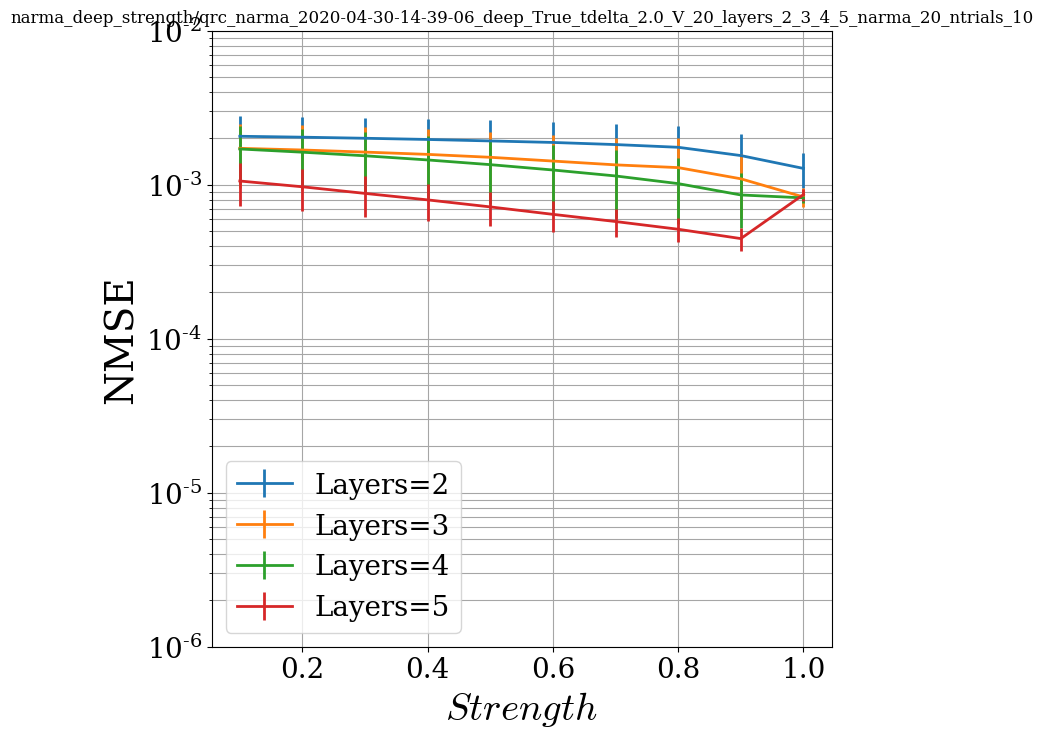 narma_deep_strength/qrc_narma_2020-04-30-14-39-06_deep_True_tdelta_2.0_V_20_layers_2_3_4_5_narma_20_ntrials_10
10^-2
10^-3
10^-4
10^-5
10^-6
NMSE
Layers=2
Layers=3
Layers=4
Layers=5
0.2 0.4 0.6 0.8 1.0
Strength